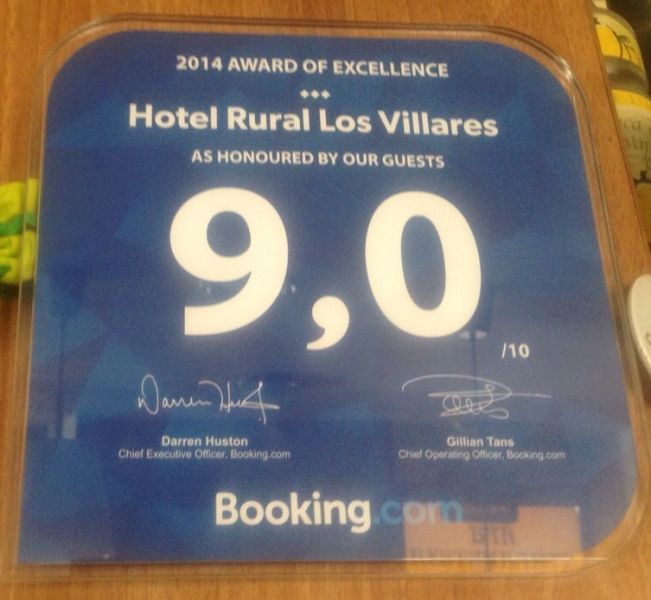 2014 AWARD OF EXCELLENCE
Hotel Rural Los Villares
AS HONOURED BY OUR GUESTS
9,0
/10
Darren Huston
Gillian Tans
Chief Executive Officer, Booking.com
Chief Operating Officer, Booking.com
Booking.com